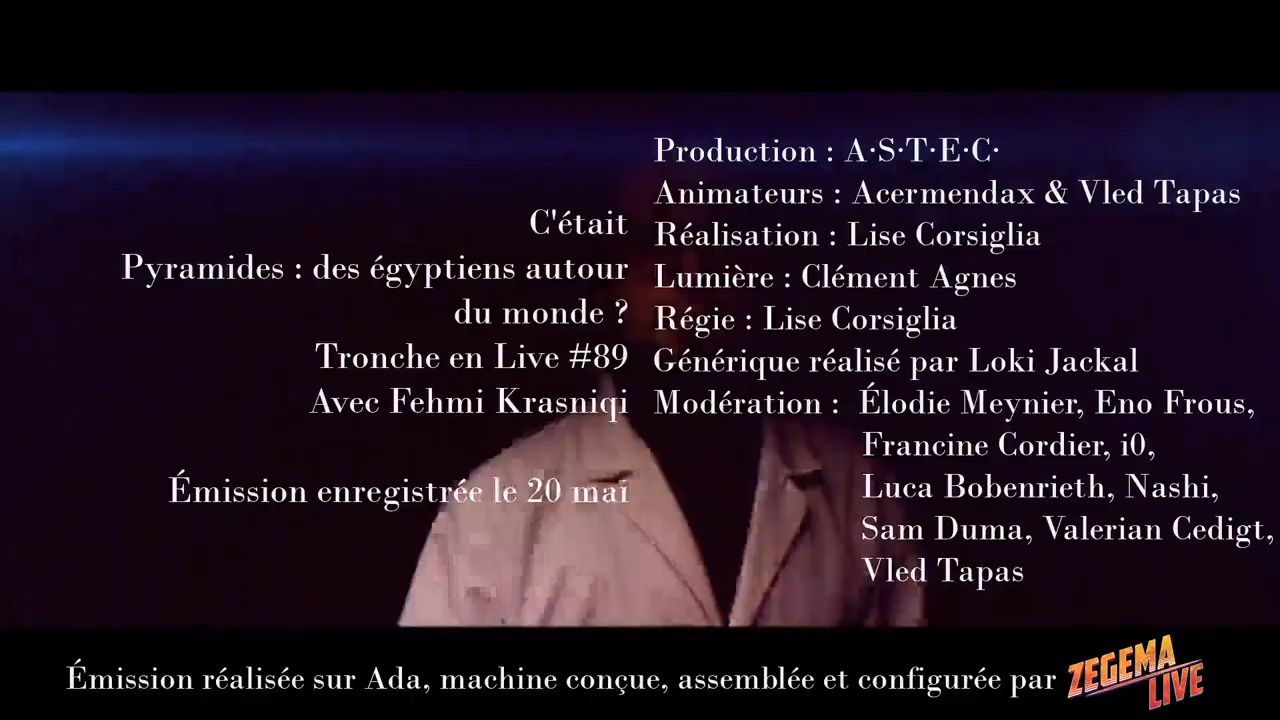 C'était
Pyramides : des égyptiens autour
du monde ?
Tronche en Live #89
Avec Fehmi Krasniqi
Émission enregistrée le 20 mai
Production : A·S·T·E·C·
Animateurs : Acermendax & Vled Tapas
Réalisation : Lise Corsiglia
Lumière : Clément Agnes
Régie : Lise Corsiglia
Générique réalisé par Loki Jackal
Modération : Élodie Meynier, Eno Frous,
Francine Cordier, i0,
Luca Bobenrieth, Nashi,
Sam Duma, Valerian Cedigt,
Vled Tapas
Émission réalisée sur Ada, machine conçue, assemblée et configurée par ZEGEMA
LIVE